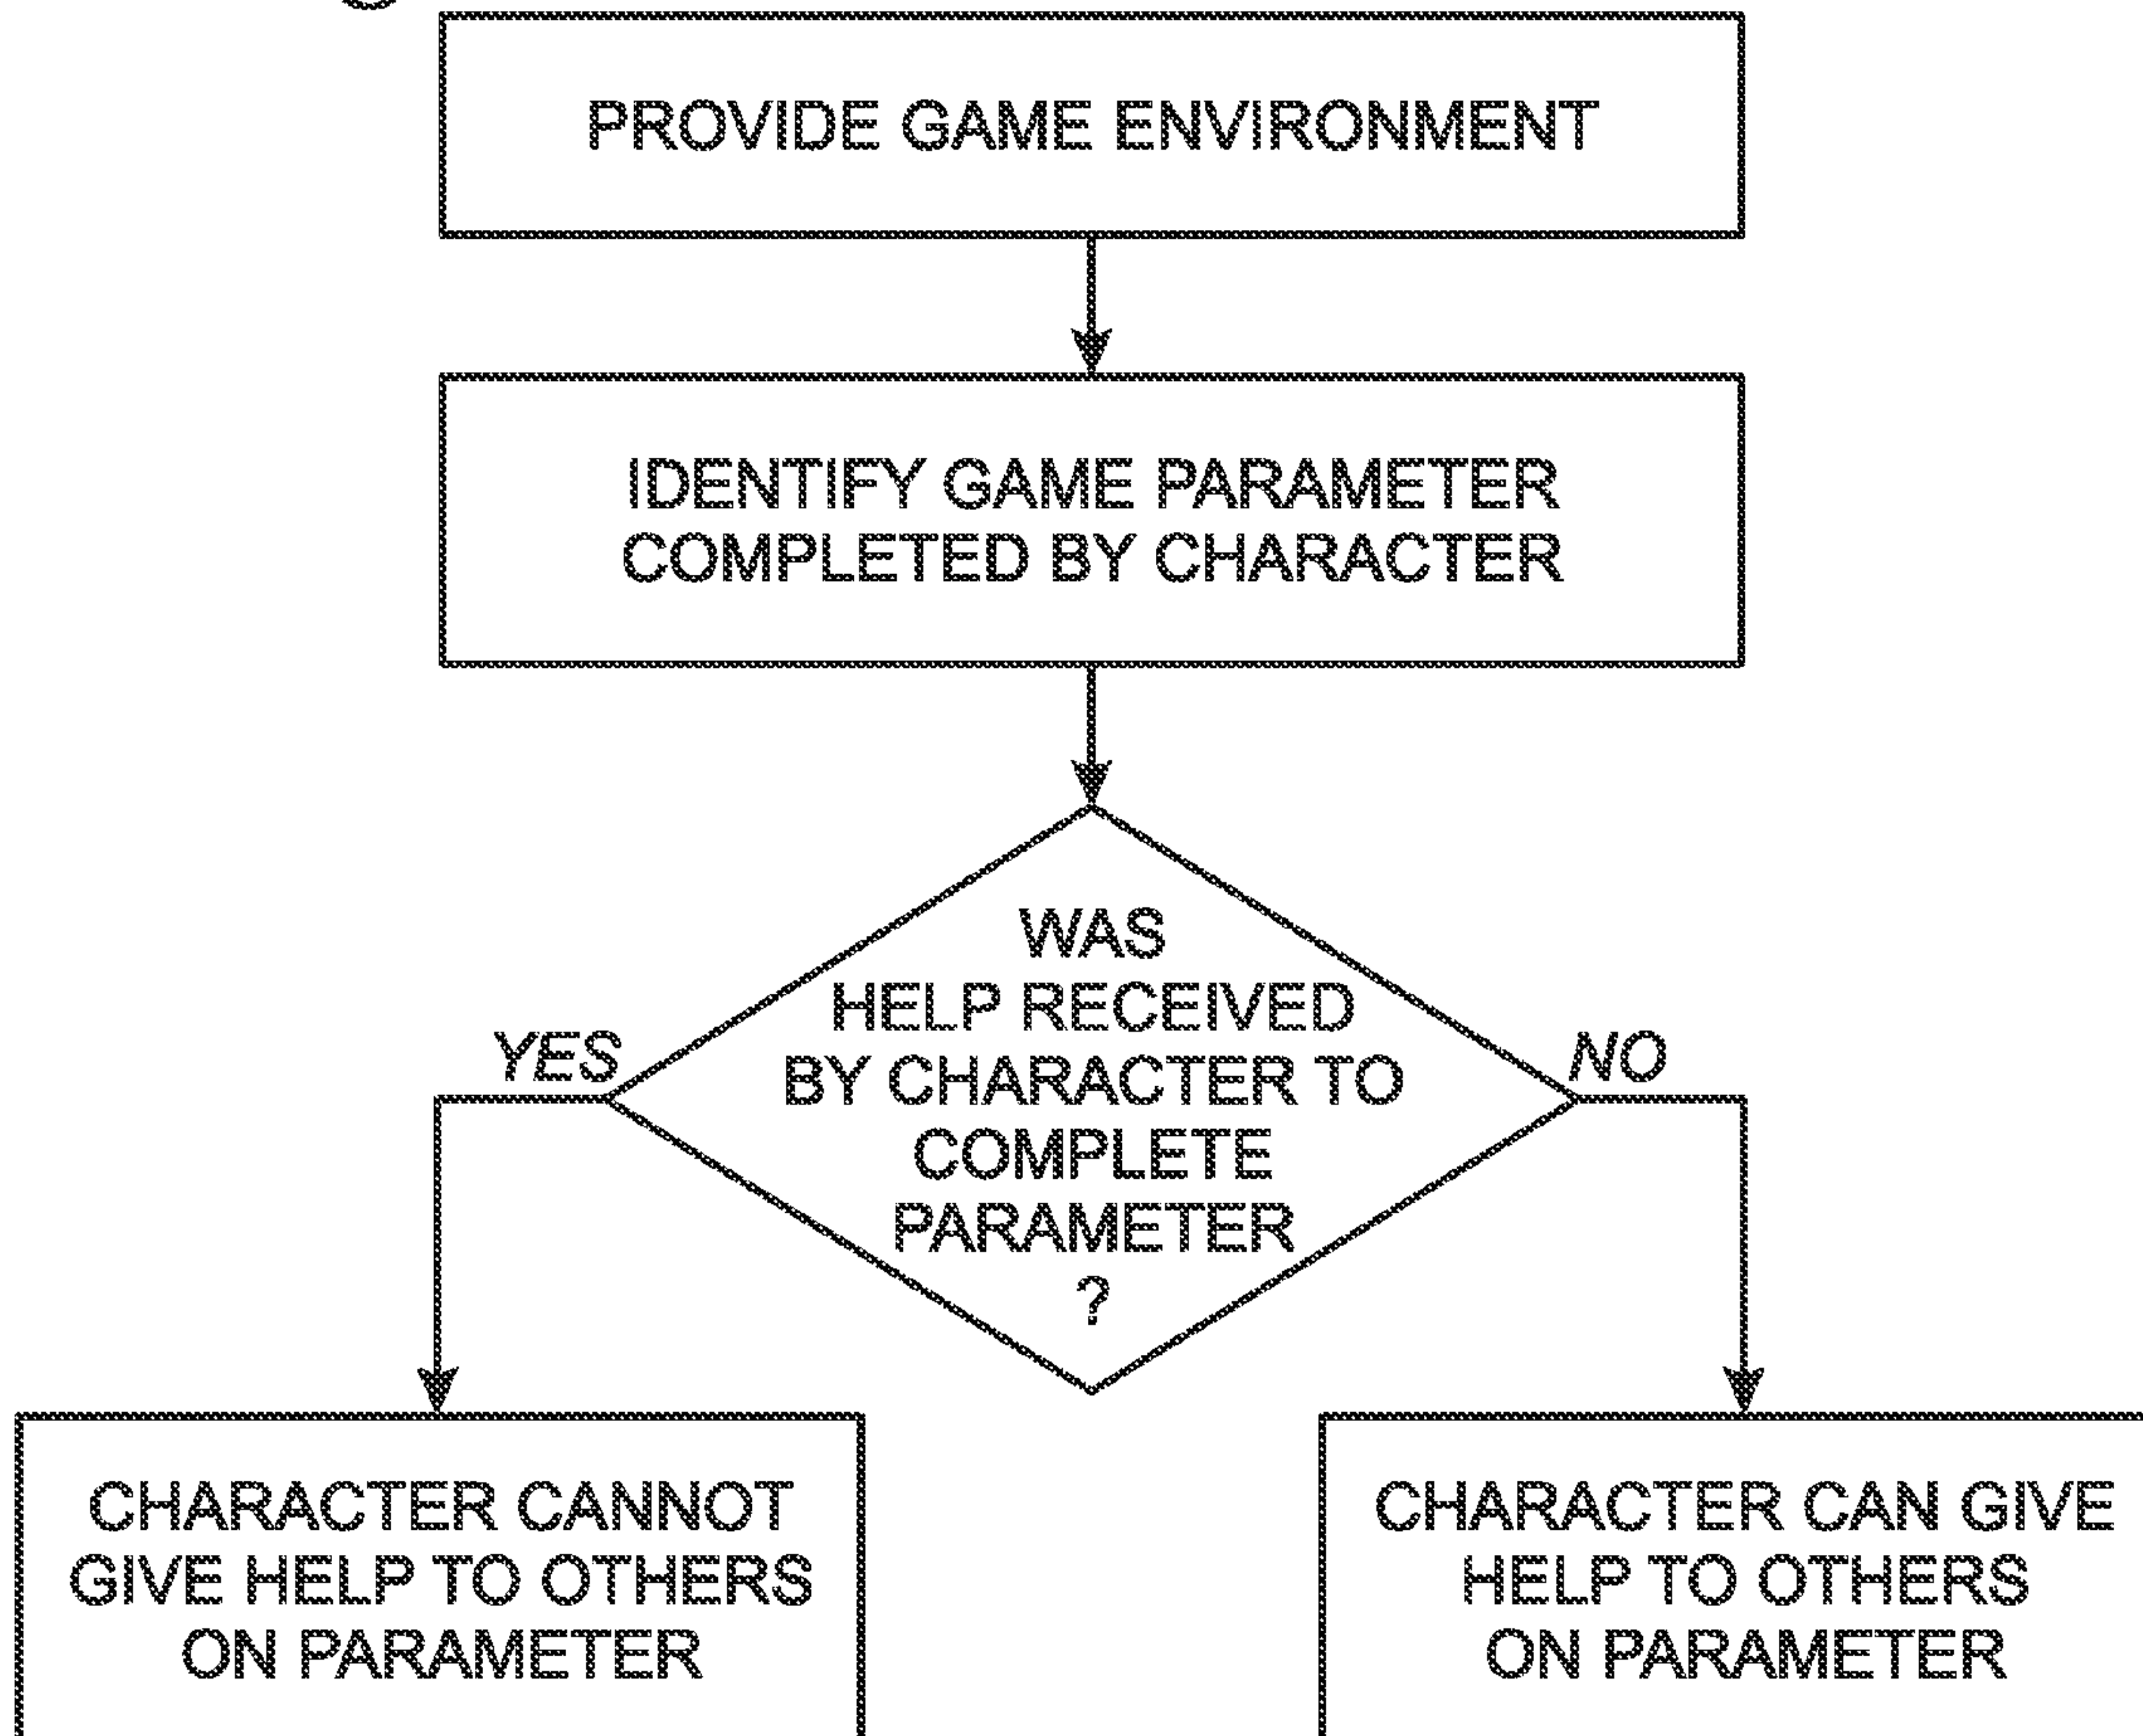 PROVIDE GAME ENVIRONMENT
IDENTIFY GAME PARAMETER
COMPLETED BY CHARACTER
WAS
HELP RECEIVED
BY CHARACTER TO
COMPLETE
PARAMETER
?
YES
NO
CHARACTER CANNOT
GIVE HELP TO OTHERS
ON PARAMETER
CHARACTER CAN GIVE
HELP TO OTHERS
ON PARAMETER